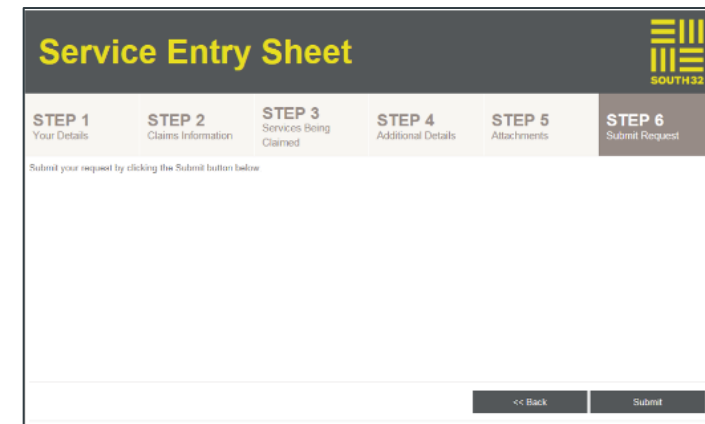 Service Entry Sheet
SOUTH32
STEP 1
Your Details
STEP 2
Claims Information
STEP 3
Services Being
Claimed
STEP 4
Additional Details
STEP 5
Attachments
STEP 6
Submit Request
Submit your request by clicking the Submit button below
<< Back
Submit